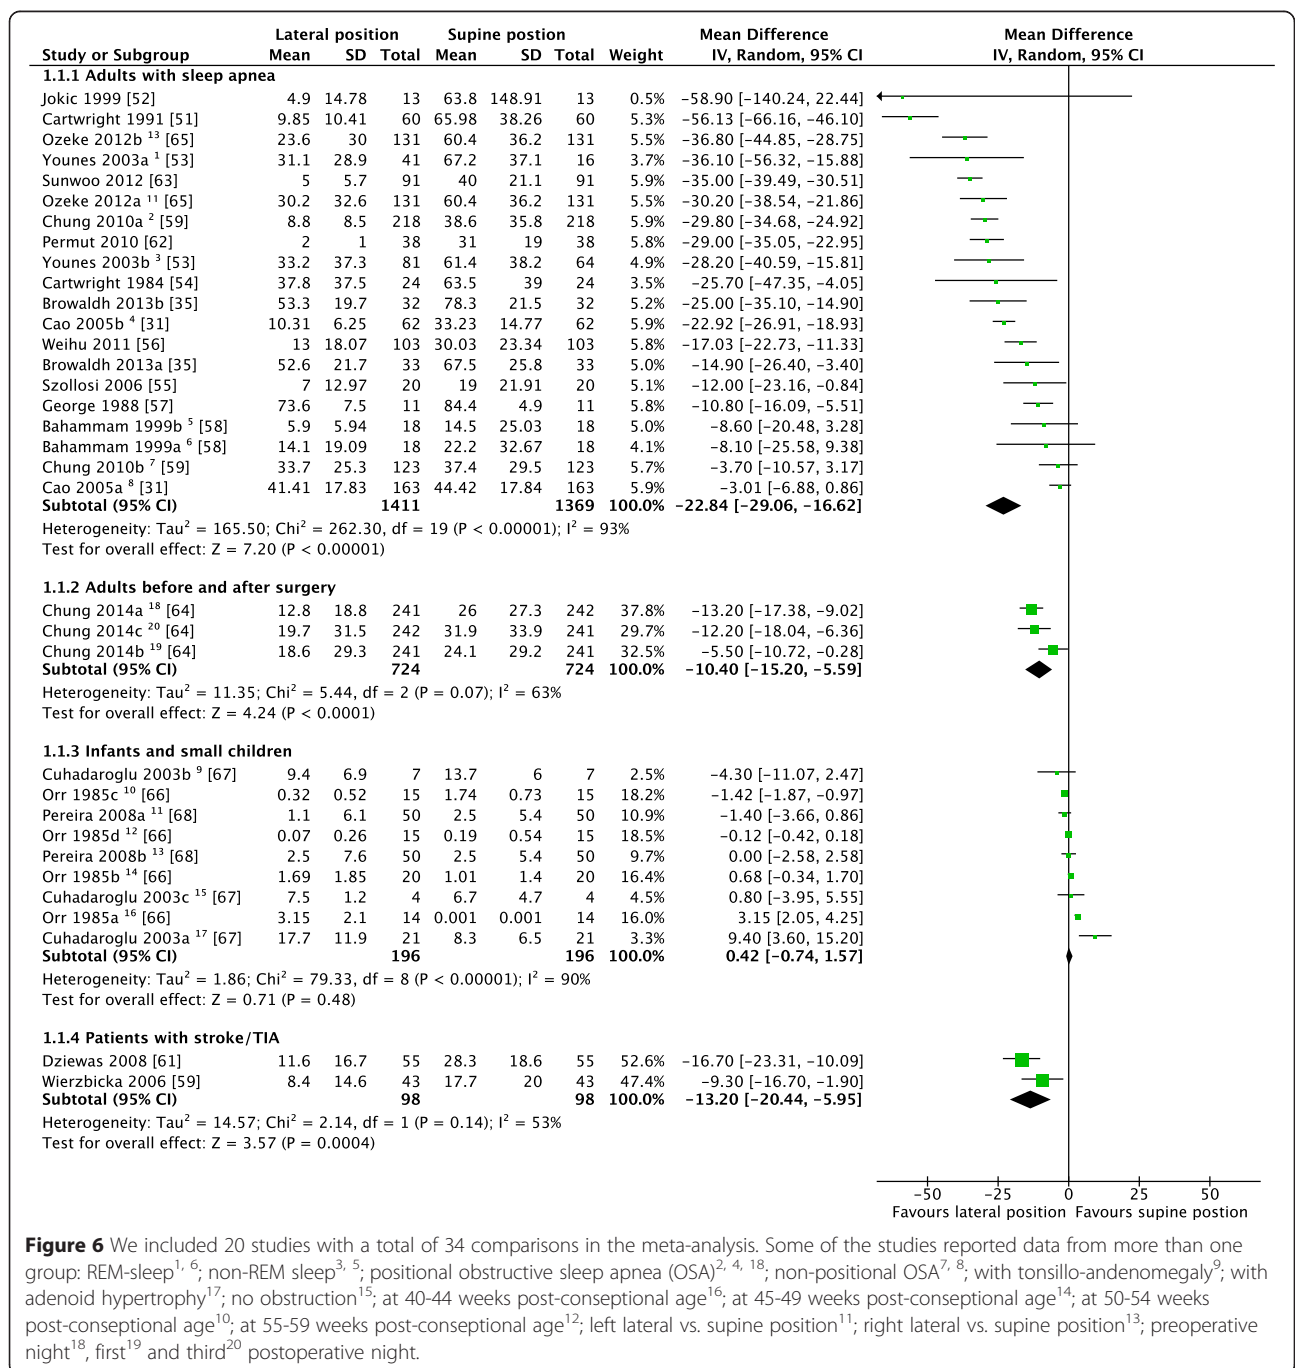 Lateral position Supine postion Mean Difference Mean Difference
Study or Subgroup Mean SD Total Mean SD Total Weight IV, Random, 95% CI IV, Random, 95% CI
1.1.1 Adults with sleep apnea
Jokic 1999 [52] 4.9 14.78 13 63.8 148.91 13 0.5% −58.90 [−140.24, 22.44]
Cartwright 1991 [51] 9.85 10.41 60 65.98 38.26 60 5.3% −56.13 [−66.16, −46.10]
Ozeke 2012b ¹³ [65] 23.6 30 131 60.4 36.2 131 5.6% −36.80 [−44.85, −28.75]
Younes 2003a ¹ [53] 31.1 28.9 41 67.2 37.1 16 3.7% −36.10 [−56.32, −15.88]
Sunwoo 2012 [63] 5 5.7 91 40 21.1 91 5.9% −35.00 [−39.49, −30.51]
Ozeke 2012a ¹¹ [65] 30.2 32.6 131 60.4 36.2 131 5.6% −30.20 [−38.54, −21.86]
Chung 2010a ² [59] 8.8 8.5 218 38.6 35.8 218 5.9% −29.80 [−34.68, −24.92]
Permut 2010 [62] 2 1 38 31 19 38 5.8% −29.00 [−35.05, −22.95]
Younes 2003b ³ [53] 33.2 37.3 81 61.4 38.2 64 4.9% −28.20 [−40.59, −15.81]
Cartwright 1984 [54] 37.8 37.5 24 63.5 39 24 3.5% −25.70 [−47.35, −4.05]
Browaldh 2013b [35] 53.3 19.7 32 78.3 21.5 32 5.2% −25.00 [−35.10, −14.90]
Cao 2005b ⁴ [31] 10.31 6.25 62 33.23 14.77 62 5.9% −22.92 [−26.91, −18.93]
Weihu 2011 [56] 13 18.07 103 30.03 23.34 103 5.8% −17.03 [−22.73, −11.33]
Browaldh 2013a [35] 52.6 21.7 33 67.5 25.8 33 5.0% −14.90 [−26.40, −3.40]
Szollosi 2006 [55] 7 12.97 20 19 21.91 20 5.1% −12.00 [−23.16, −0.84]
George 1988 [57] 73.6 7.5 11 84.4 4.9 11 5.8% −10.80 [−16.09, −5.51]
Bahammam 1999b ⁵ [58] 5.9 5.94 18 14.5 25.03 18 5.0% −8.60 [−20.48, 3.28]
Bahammam 1999a ⁶ [58] 14.1 19.09 18 22.2 32.67 18 4.1% −8.10 [−25.58, 9.38]
Chung 2010b ⁷ [59] 33.7 25.3 123 37.4 29.5 123 5.7% −3.70 [−10.57, 3.17]
Cao 2005a ⁸ [31] 41.41 17.83 163 44.42 17.84 163 5.9% −3.01 [−6.88, 0.86]
Subtotal (95% CI) 1411 1369 100.0% −22.84 [−29.06, −16.62]
Heterogeneity: Tau² = 165.50; Chi² = 262.30, df = 19 (P < 0.00001); I² = 93%
Test for overall effect: Z = 7.20 (P < 0.00001)
1.1.2 Adults before and after surgery
Chung 2014a ¹⁸ [64] 12.8 18.8 241 26 27.3 242 37.8% −13.20 [−17.38, −9.02]
Chung 2014c ²⁰ [64] 19.7 31.5 242 31.9 33.9 241 29.7% −12.20 [−18.04, −6.36]
Chung 2014b ¹⁹ [64] 18.6 29.3 241 24.1 29.2 241 32.5% −5.50 [−10.72, −0.28]
Subtotal (95% CI) 724 724 100.0% −10.40 [−15.20, −5.59]
Heterogeneity: Tau² = 11.35; Chi² = 5.44, df = 2 (P = 0.07); I² = 63%
Test for overall effect: Z = 4.24 (P < 0.0001)
1.1.3 Infants and small children
Cuhadaroglu 2003b ⁹ [67] 9.4 6.9 7 13.7 6 7 2.5% −4.30 [−11.07, 2.47]
Orr 1985c ¹⁰ [66] 0.32 0.52 15 1.74 0.73 15 18.2% −1.42 [−1.87, −0.97]
Pereira 2008a ¹¹ [68] 1.1 6.1 50 2.5 5.4 50 10.9% −1.40 [−3.66, 0.86]
Orr 1985d ¹² [66] 0.07 0.26 15 0.19 0.54 15 18.5% −0.12 [−0.42, 0.18]
Pereira 2008b ¹³ [68] 2.5 7.6 50 2.5 5.4 50 9.7% 0.00 [−2.58, 2.58]
Orr 1985b ¹⁴ [66] 1.69 1.85 20 1.01 1.4 20 16.4% 0.68 [−0.34, 1.70]
Cuhadaroglu 2003c ¹⁵ [67] 7.5 1.2 4 6.7 4.7 4 4.5% 0.80 [−3.95, 5.55]
Orr 1985a ¹⁶ [66] 3.15 2.1 14 0.001 0.001 14 16.0% 3.15 [2.05, 4.25]
Cuhadaroglu 2003a ¹⁷ [67] 17.7 11.9 21 8.3 6.5 21 3.3% 9.40 [3.60, 15.20]
Subtotal (95% CI) 196 196 100.0% 0.42 [−0.74, 1.57]
Heterogeneity: Tau² = 1.86; Chi² = 79.33, df = 8 (P < 0.00001); I² = 90%
Test for overall effect: Z = 0.71 (P = 0.48)
1.1.4 Patients with stroke/TIA
Dziewas 2008 [61] 11.6 16.7 55 28.3 18.6 55 52.6% −16.70 [−23.31, −10.09]
Wierzbicka 2006 [59] 8.4 14.6 43 17.7 20 43 47.4% −9.30 [−16.70, −1.90]
Subtotal (95% CI) 98 98 100.0% −13.20 [−20.44, −5.95]
Heterogeneity: Tau² = 14.57; Chi² = 2.14, df = 1 (P = 0.14); I² = 53%
Test for overall effect: Z = 3.57 (P = 0.0004)
−50 −25 0 25 50
Favours lateral position Favours supine postion
Figure 6 We included 20 studies with a total of 34 comparisons in the meta-analysis. Some of the studies reported data from more than one
group: REM-sleep¹, ⁶; non-REM sleep³, ⁵; positional obstructive sleep apnea (OSA)², ⁴, ¹⁸; non-positional OSA⁷, ⁸; with tonsillo-andenomegaly⁹; with
adenoid hypertrophy¹⁷; no obstruction¹⁵; at 40-44 weeks post-conseptional age¹⁶; at 45-49 weeks post-conseptional age¹⁴; at 50-54 weeks
post-conseptional age¹⁰; at 55-59 weeks post-conseptional age¹²; left lateral vs. supine position¹¹; right lateral vs. supine position¹³; preoperative
night¹⁸, first¹⁹ and third²⁰ postoperative night.